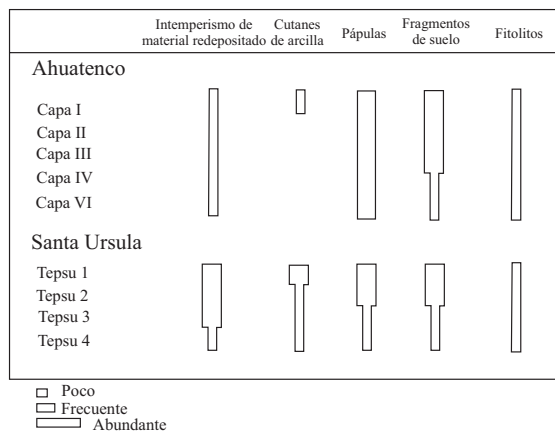 Intemperismo de material redepositado
Cutanes de arcilla
Pápulas
Fragmentos de suelo
Fitolitos
Ahuatenco
Capa I
Capa II
Capa III
Capa IV
Capa VI
Santa Ursula
Tepsu 1
Tepsu 2
Tepsu 3
Tepsu 4
Poco
Frecuente
Abundante